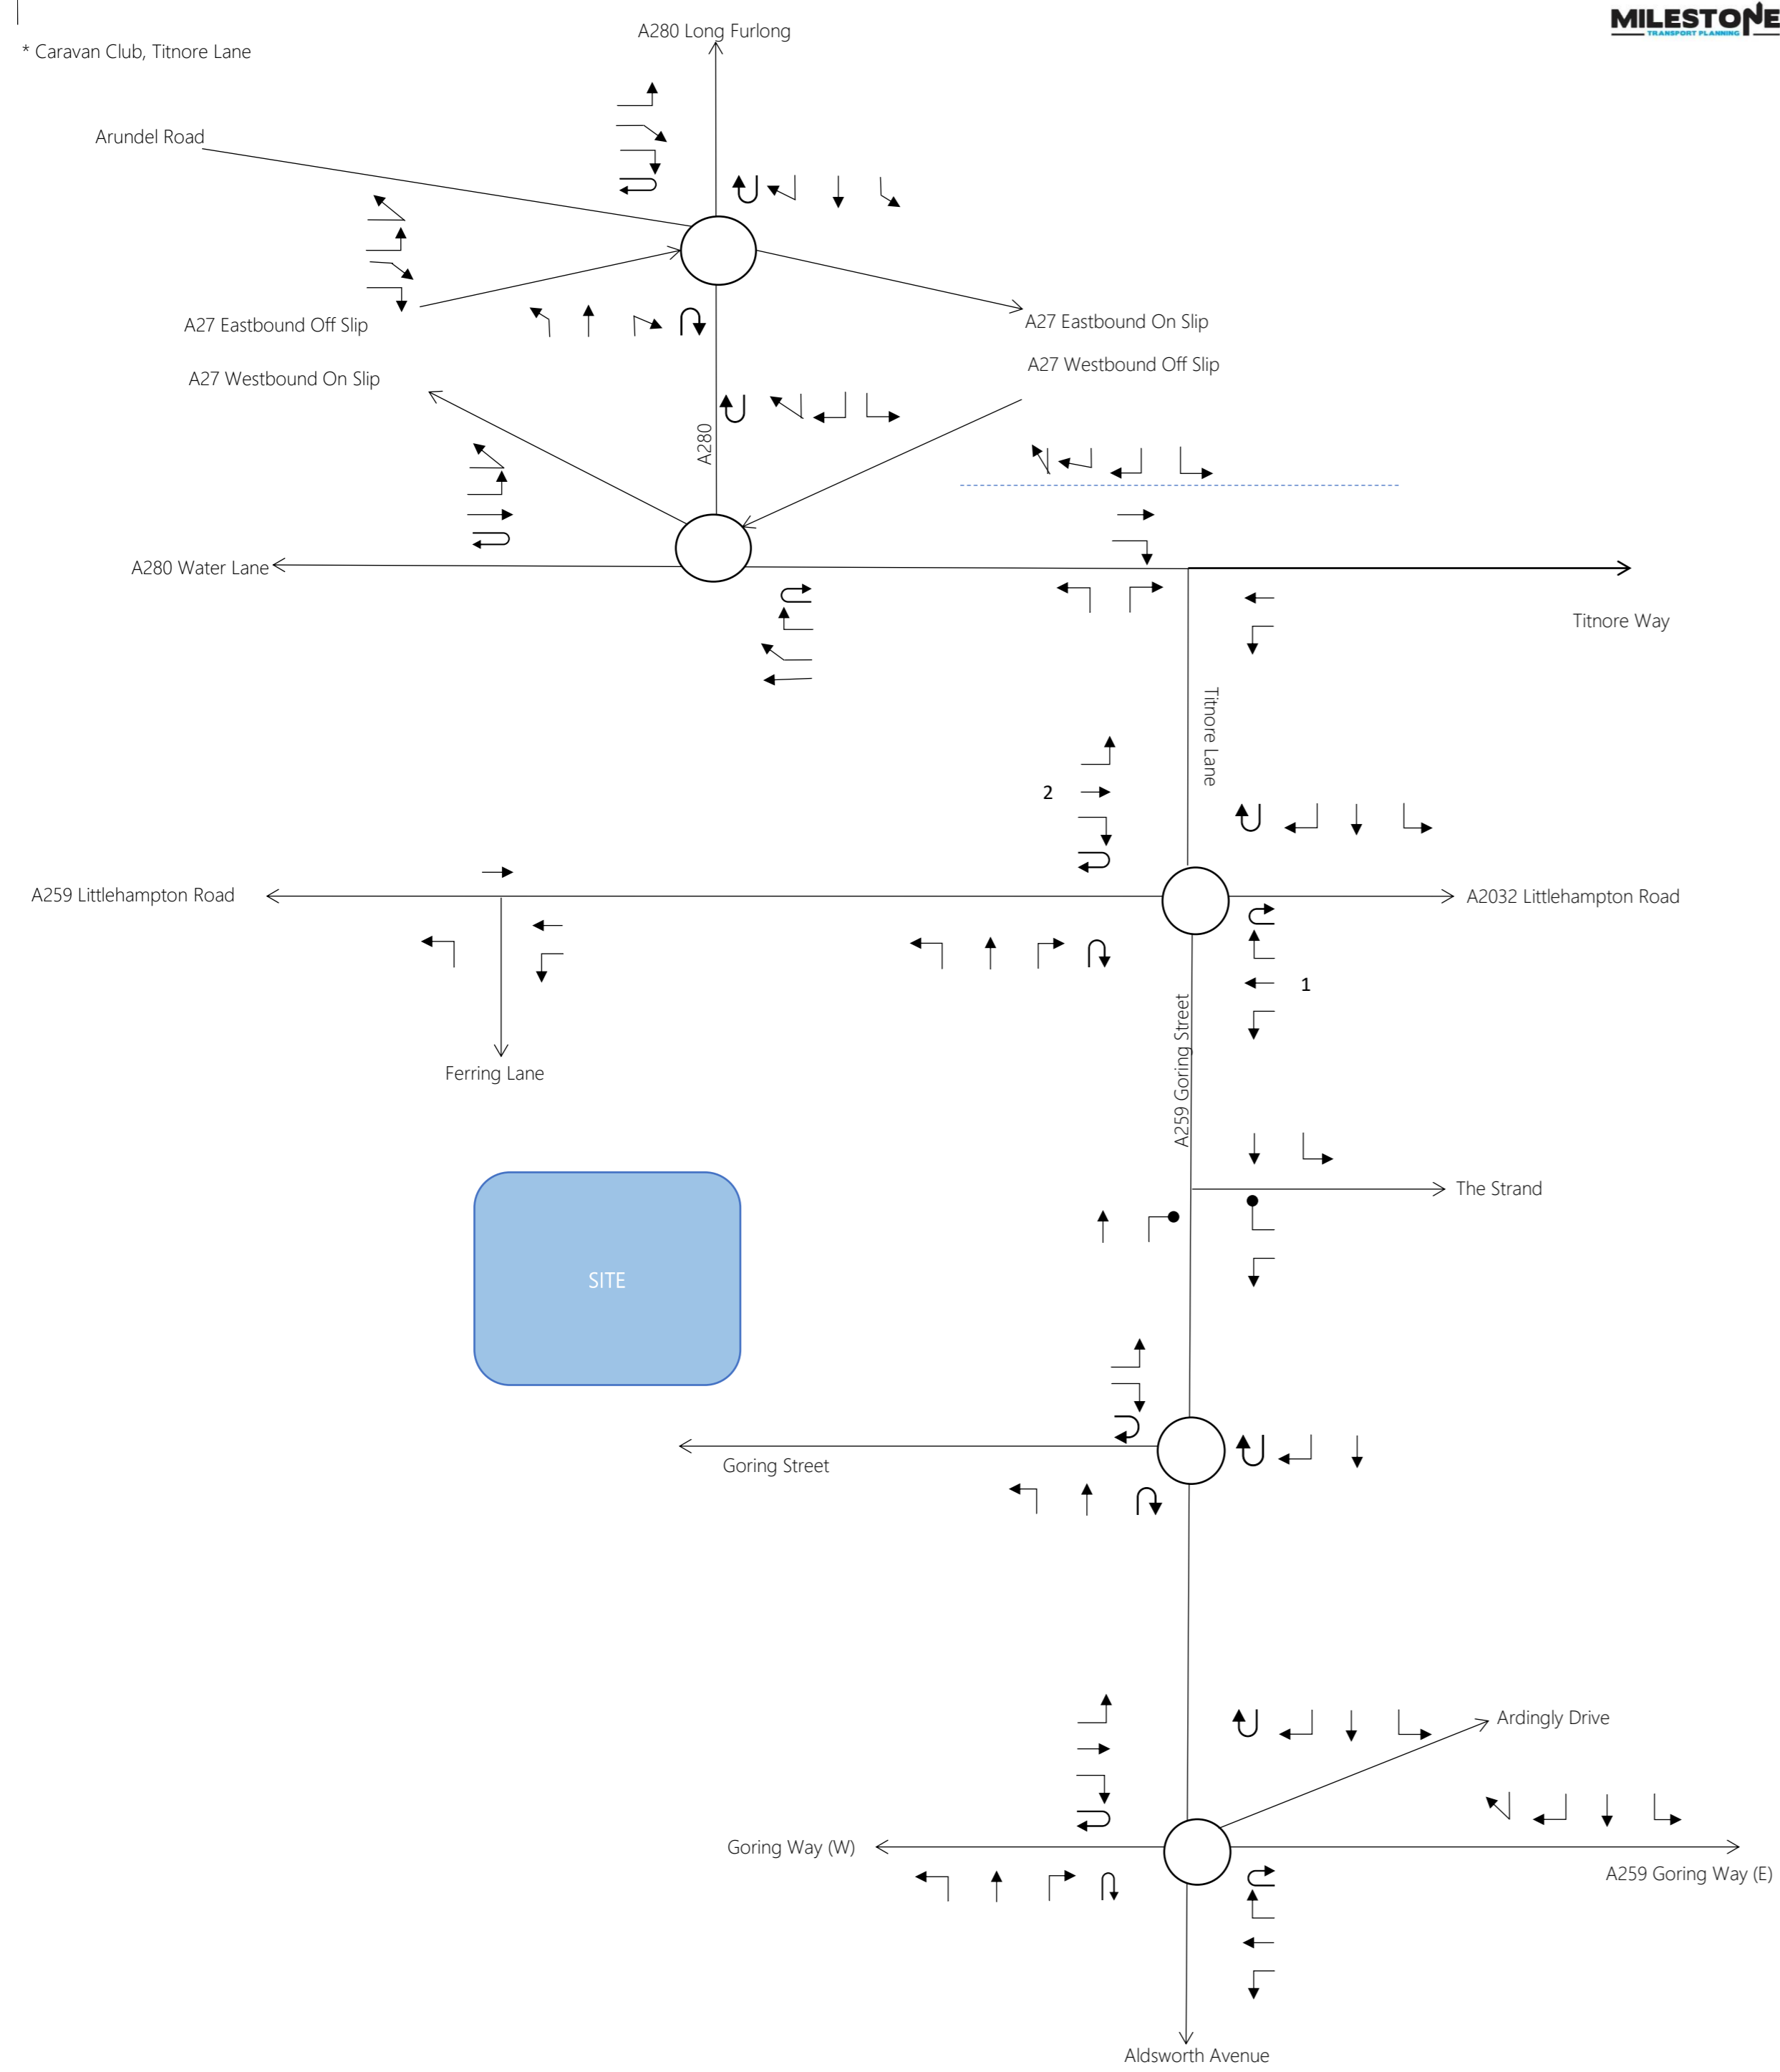 MILESTONE
TRANSPORT PLANNING
* Caravan Club, Titnore Lane
A280 Long Furlong
Arundel Road
A27 Eastbound Off Slip
A27 Eastbound On Slip
A27 Westbound On Slip
A27 Westbound Off Slip
A280
A280 Water Lane
Titnore Way
Titnore Lane
2
A259 Littlehampton Road
A2032 Littlehampton Road
1
A259 Goring Street
Ferring Lane
The Strand
SITE
Goring Street
Ardingly Drive
Goring Way (W)
A259 Goring Way (E)
Aldsworth Avenue